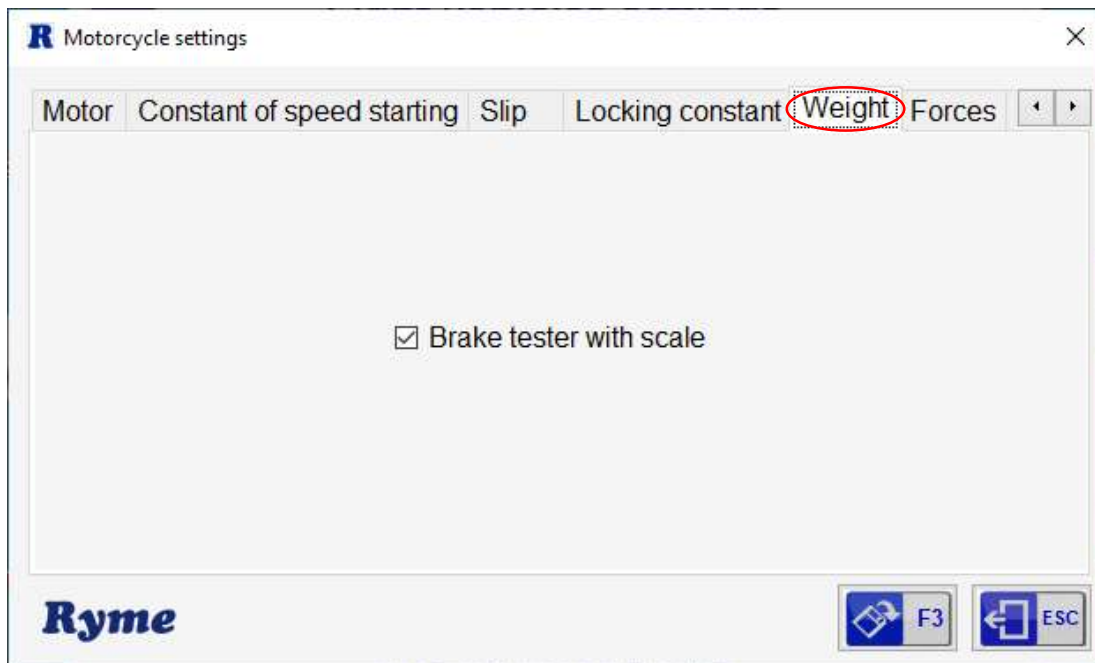 R Motorcycle settings
Motor Constant of speed starting Slip Locking constant Weight Forces
Brake tester with scale
Ryme F3 ESC